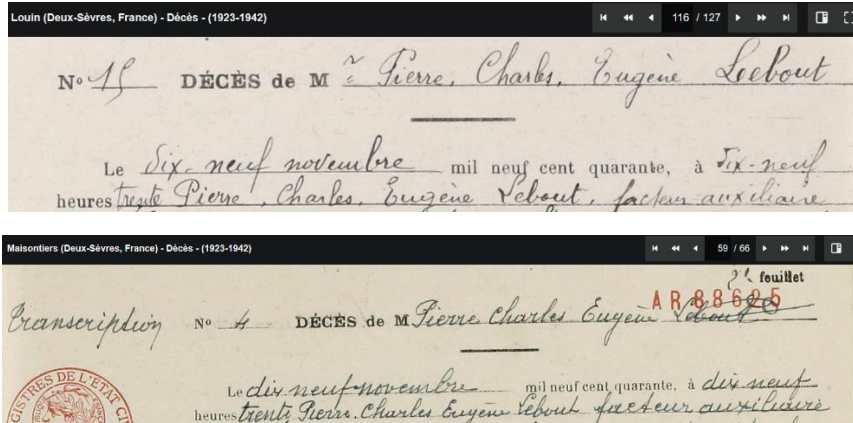 Louin (Deux-Sèvres, France) - Décès - (1923-1942)
116 / 127
N° 15 DÉCÈS de M r Pierre, Charles, Eugène Lebout
Le dix-neuf novembre mil neuf cent quarante, à dix-neuf
heures trente Pierre, Charles, Eugène Lebout, facteur auxiliaire
Maisontiers (Deux-Sèvres, France) - Décès - (1923-1942)
59 / 66
feuillet
AR 88625
Transcription N° 4 DÉCÈS de M Pierre Charles Eugène Lebout
Le dix neuf novembre mil neuf cent quarante, à dix neuf
heures trente Pierre Charles Eugène Lebout facteur auxiliaire